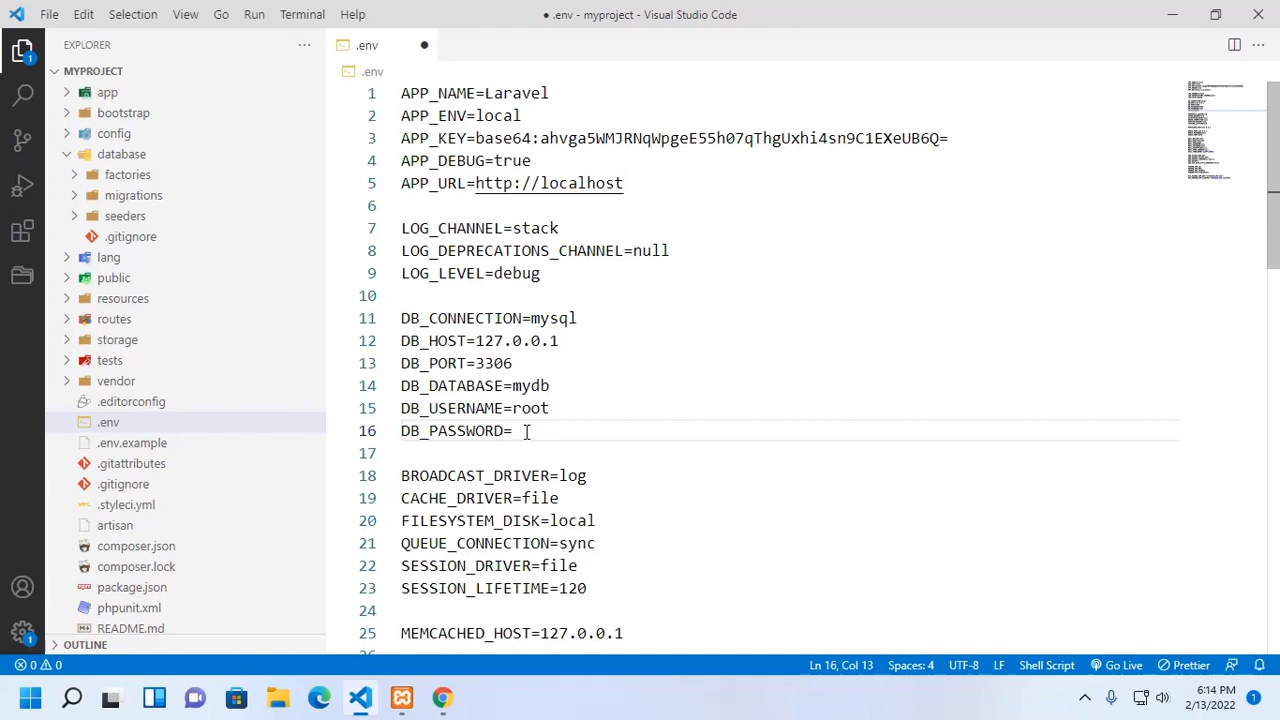 File Edit Selection View Go Run Terminal Help
● .env - myproject - Visual Studio Code
EXPLORER
MYPROJECT
app
bootstrap
config
database
factories
migrations
seeders
.gitignore
lang
public
resources
routes
storage
tests
vendor
.editorconfig
.env
.env.example
.gitattributes
.gitignore
.styleci.yml
artisan
composer.json
composer.lock
package.json
phpunit.xml
README.md
OUTLINE
1
1
.env
.env
1 APP_NAME=Laravel
2 APP_ENV=local
3 APP_KEY=base64:ahvga5WMJRNqWpgeE55h07qThgUxhi4sn9C1EXeUB6Q=
4 APP_DEBUG=true
5 APP_URL=http://localhost
6
7 LOG_CHANNEL=stack
8 LOG_DEPRECATIONS_CHANNEL=null
9 LOG_LEVEL=debug
10
11 DB_CONNECTION=mysql
12 DB_HOST=127.0.0.1
13 DB_PORT=3306
14 DB_DATABASE=mydb
15 DB_USERNAME=root
16 DB_PASSWORD=
17
18 BROADCAST_DRIVER=log
19 CACHE_DRIVER=file
20 FILESYSTEM_DISK=local
21 QUEUE_CONNECTION=sync
22 SESSION_DRIVER=file
23 SESSION_LIFETIME=120
24
25 MEMCACHED_HOST=127.0.0.1
0 0 Ln 16, Col 13 Spaces: 4 UTF-8 LF Shell Script Go Live Prettier
6:14 PM
2/13/2022
1